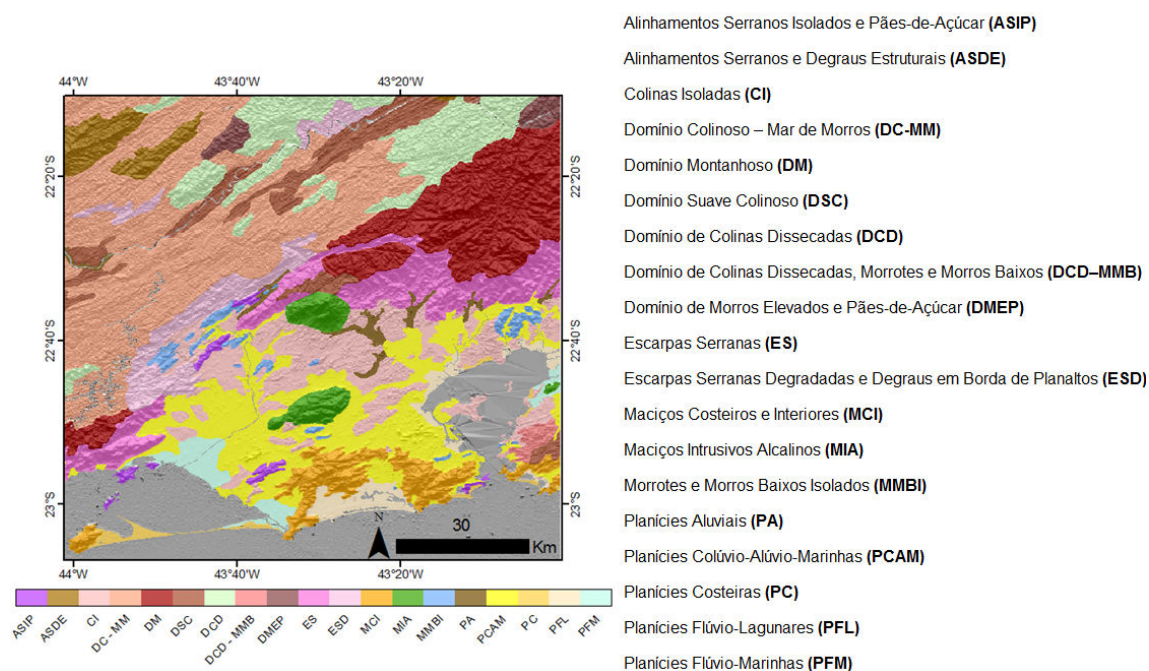 Alinhamentos Serranos Isolados e Pães-de-Açúcar (ASIP)
Alinhamentos Serranos e Degraus Estruturais (ASDE)
Colinas Isoladas (CI)
Domínio Colinoso – Mar de Morros (DC-MM)
Domínio Montanhoso (DM)
Domínio Suave Colinoso (DSC)
Domínio de Colinas Dissecadas (DCD)
Domínio de Colinas Dissecadas, Morrotes e Morros Baixos (DCD–MMB)
Domínio de Morros Elevados e Pães-de-Açúcar (DMEP)
Escarpas Serranas (ES)
Escarpas Serranas Degradadas e Degraus em Borda de Planaltos (ESD)
Maciços Costeiros e Interiores (MCI)
Maciços Intrusivos Alcalinos (MIA)
Morrotes e Morros Baixos Isolados (MMBI)
Planícies Aluviais (PA)
Planícies Colúvio-Alúvio-Marinhas (PCAM)
Planícies Costeiras (PC)
Planícies Flúvio-Lagunares (PFL)
Planícies Flúvio-Marinhas (PFM)
44°W 43°40'W 43°20'W
22°20'S 22°20'S
22°40'S 22°40'S
23°S 23°S
N
30
Km
44°W 43°40'W 43°20'W
ASIP ASDE CI DC - MM DM DSC DCD DCD - MMB DMEP ES ESD MCI MIA MMBI PA PCAM PC PFL PFM